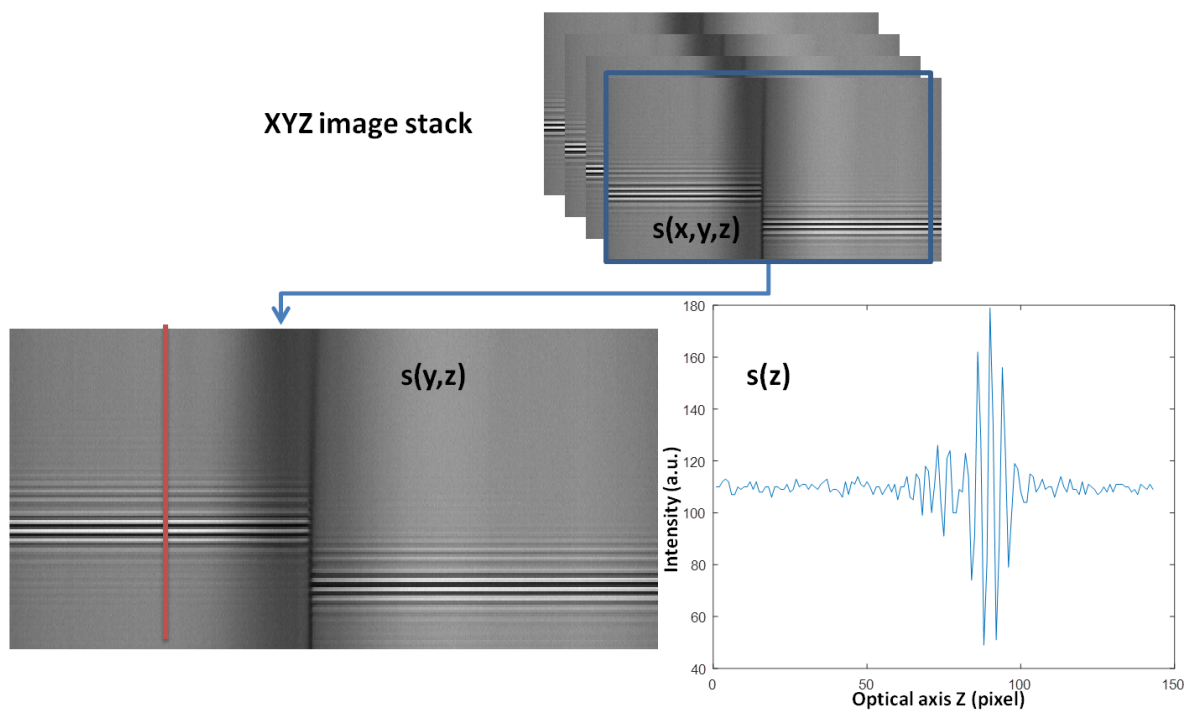 XYZ image stack
s(x,y,z)
s(y,z)
s(z)
Intensity (a.u.)
180
160
140
120
100
80
60
40
0
50
100
150
Optical axis Z (pixel)